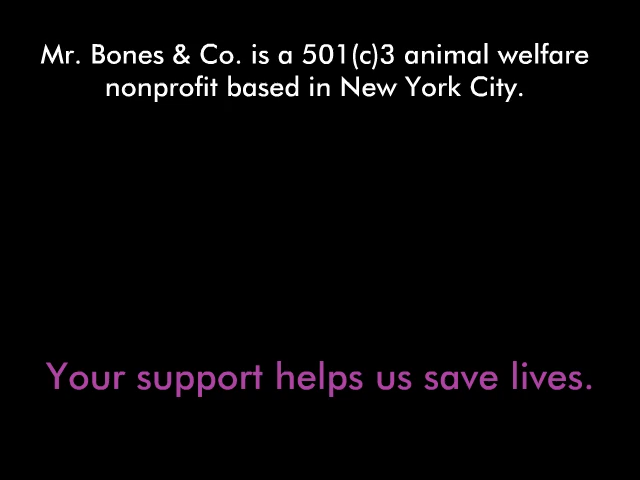 Mr. Bones & Co. is a 501(c)3 animal welfare
nonprofit based in New York City.
Your support helps us save lives.